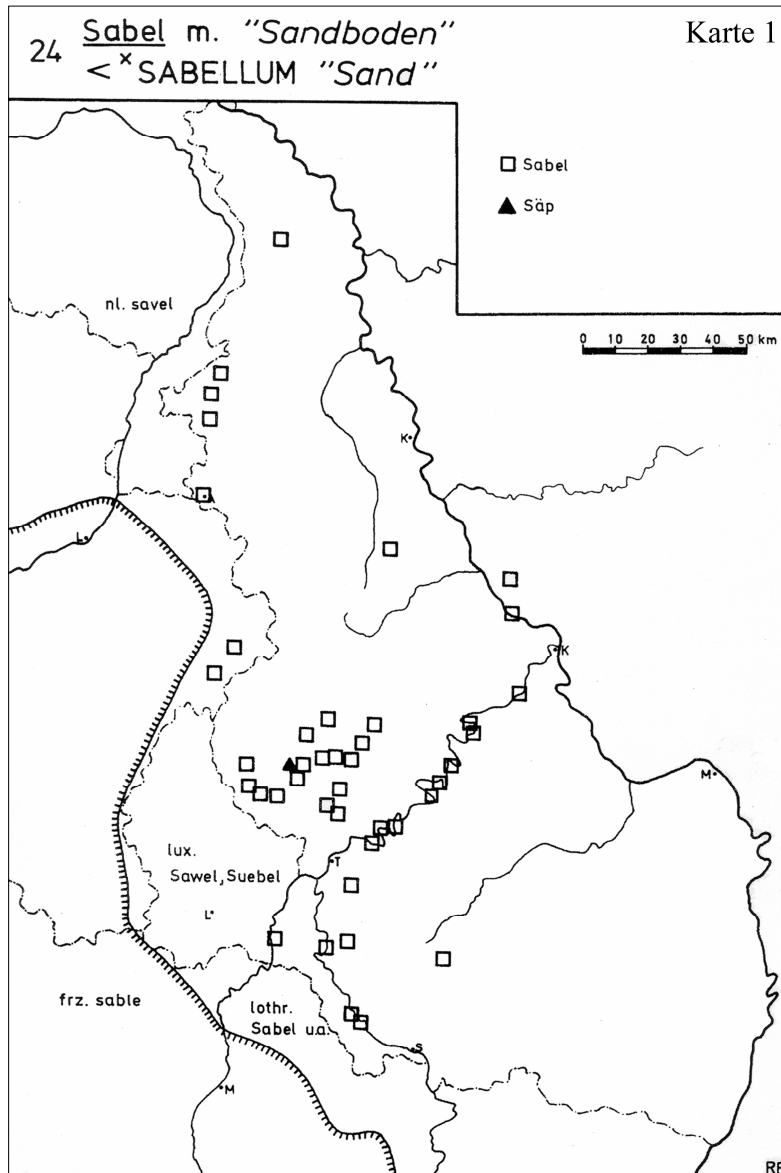 24 Sabel m. "Sandboden"
< ˣSABELLUM "Sand"
Karte 1
Sabel
Säp
nl. savel
0 10 20 30 40 50 km
K
A
L
K
M
lux.
Sawel, Suebel
T
L
frz. sable
lothr.
Sabel u.a.
S
M